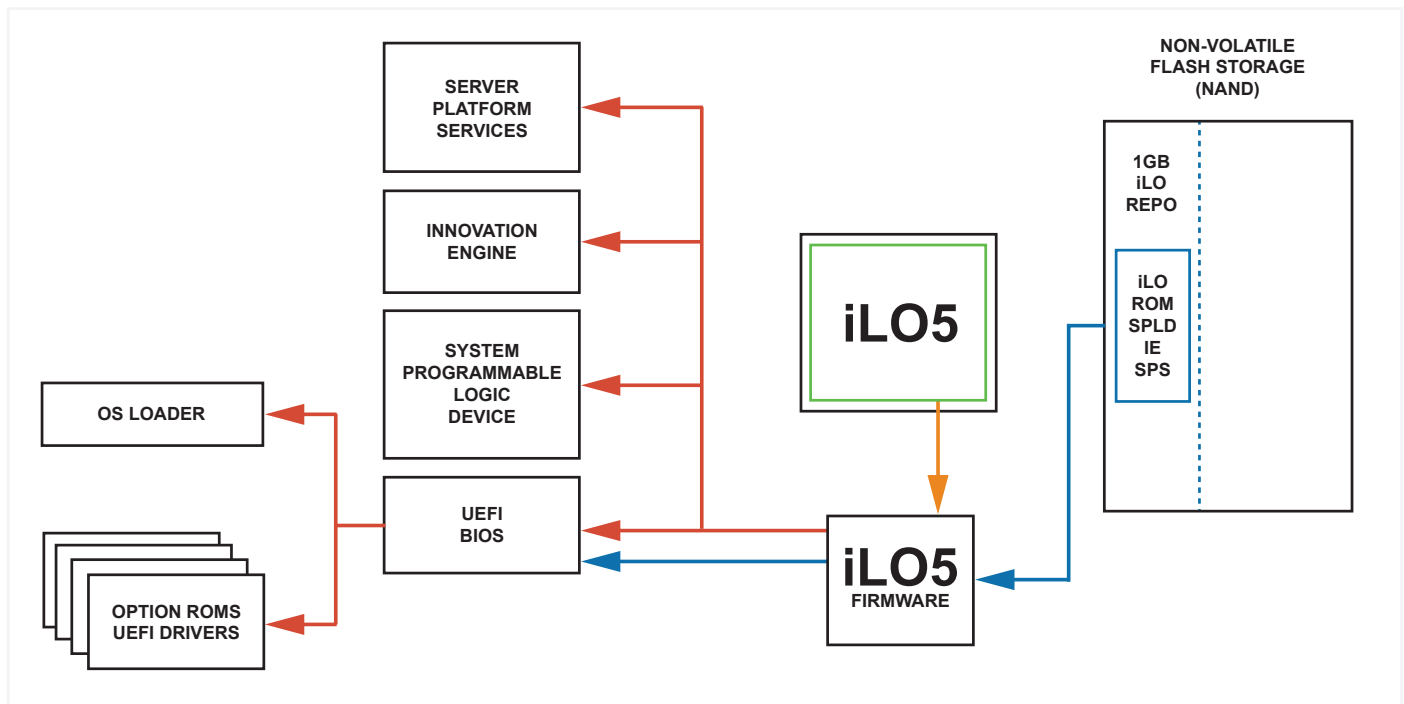 SERVER
PLATFORM
SERVICES
INNOVATION
ENGINE
SYSTEM
PROGRAMMABLE
LOGIC
DEVICE
UEFI
BIOS
OS LOADER
OPTION ROMS
UEFI DRIVERS
iLO5
iLO5
FIRMWARE
NON-VOLATILE
FLASH STORAGE
(NAND)
1GB
iLO
REPO
iLO
ROM
SPLD
IE
SPS